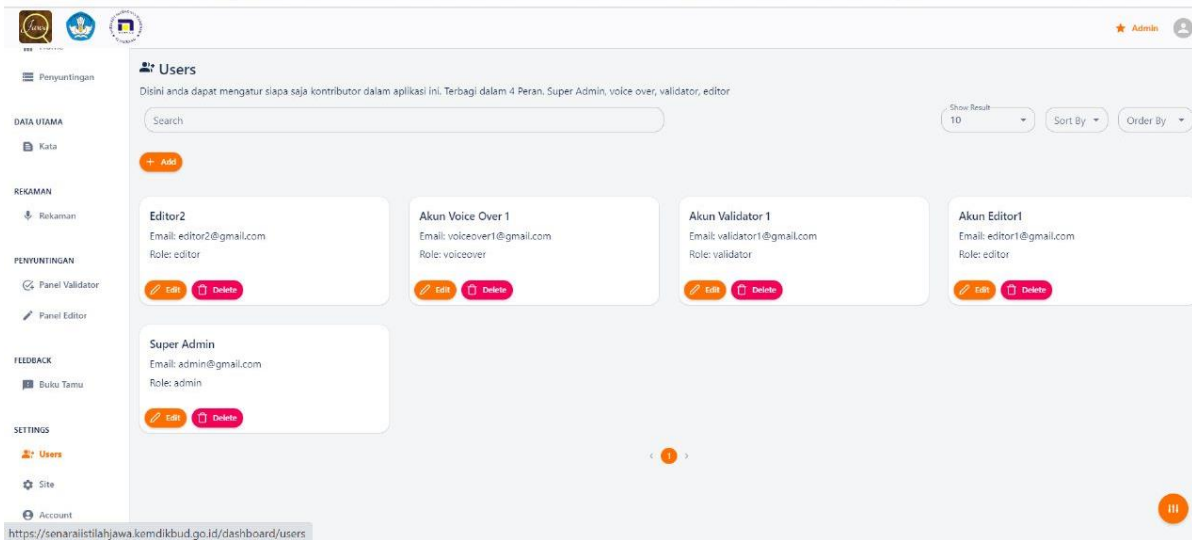 Admin
Penyuntingan
DATA UTAMA
Kata
REKAMAN
Rekaman
PENYUNTINGAN
Panel Validator
Panel Editor
FEEDBACK
Buku Tamu
SETTINGS
Users
Site
Account
Users
Disini anda dapat mengatur siapa saja kontributor dalam aplikasi ini. Terbagi dalam 4 Peran. Super Admin, voice over, validator, editor
Search
Show Result
10
Sort By
Order By
+ Add
Editor2
Email: editor2@gmail.com
Role: editor
Edit Delete
Akun Voice Over 1
Email: voiceover1@gmail.com
Role: voiceover
Edit Delete
Akun Validator 1
Email: validator1@gmail.com
Role: validator
Edit Delete
Akun Editor1
Email: editor1@gmail.com
Role: editor
Edit Delete
Super Admin
Email: admin@gmail.com
Role: admin
Edit Delete
‹ 1 ›
https://senaraiistilahjawa.kemdikbud.go.id/dashboard/users